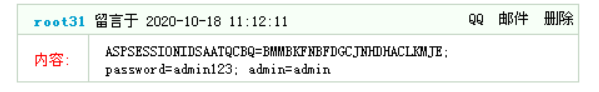 root31 留言于 2020-10-18 11:12:11 QQ 邮件 删除
内容: ASPSESSIONIDSAATQCBQ=BMMBKFNBFDGCJNHDHACLKMJE;
password=admin123; admin=admin